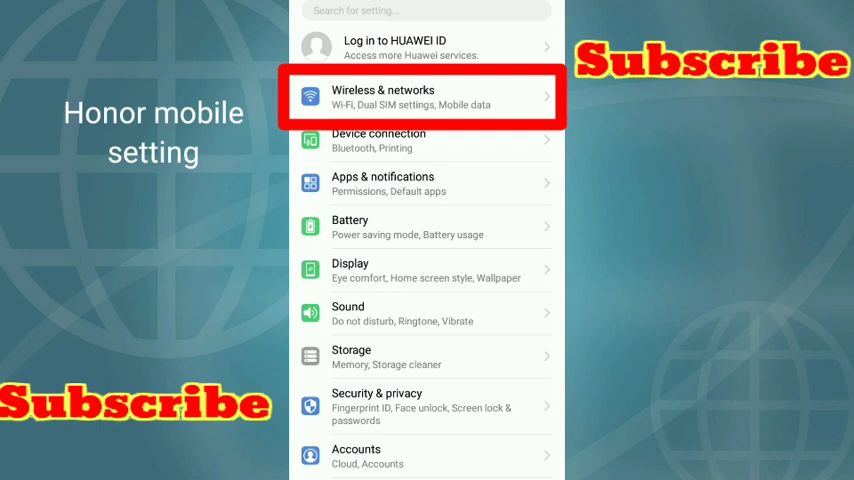 Search for setting...
Log in to HUAWEI ID
Access more Huawei services.
Subscribe
Wireless & networks
Wi-Fi, Dual SIM settings, Mobile data
Honor mobile
setting
Device connection
Bluetooth, Printing
Apps & notifications
Permissions, Default apps
Battery
Power saving mode, Battery usage
Display
Eye comfort, Home screen style, Wallpaper
Sound
Do not disturb, Ringtone, Vibrate
Storage
Memory, Storage cleaner
Security & privacy
Fingerprint ID, Face unlock, Screen lock &
passwords
Subscribe
Accounts
Cloud, Accounts